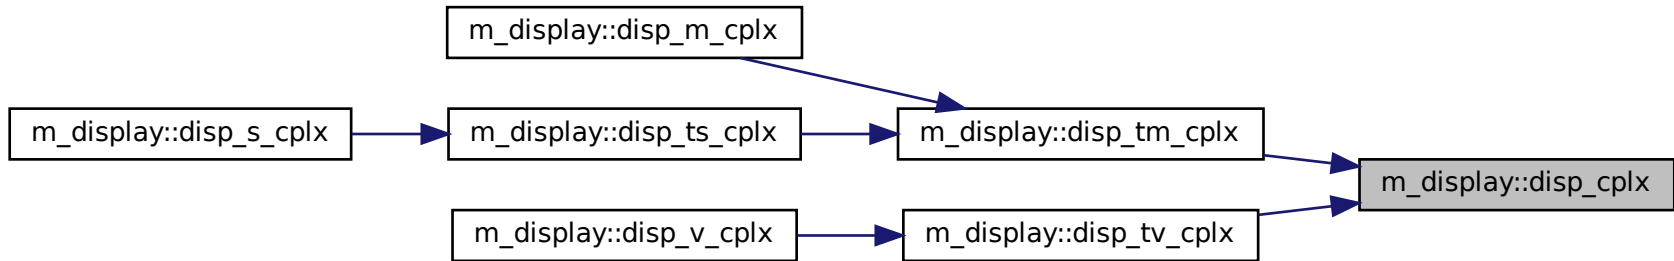 m_display::disp_m_cplx
m_display::disp_s_cplx
m_display::disp_ts_cplx
m_display::disp_tm_cplx
m_display::disp_cplx
m_display::disp_v_cplx
m_display::disp_tv_cplx